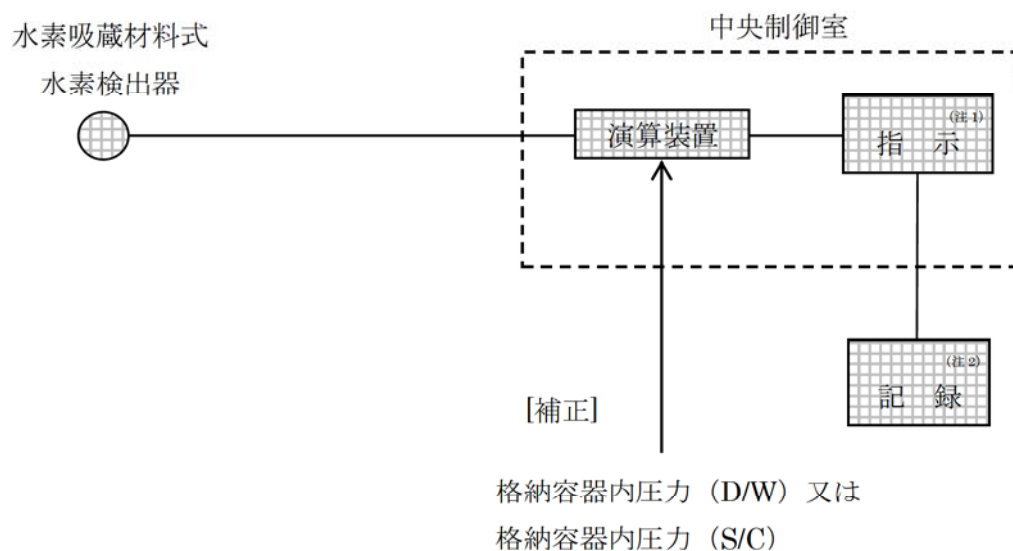 水素吸蔵材料式
水素検出器
中央制御室
演算装置
(注1)
指 示
(注2)
記 録
[補正]
格納容器内圧力（D/W）又は
格納容器内圧力（S/C）